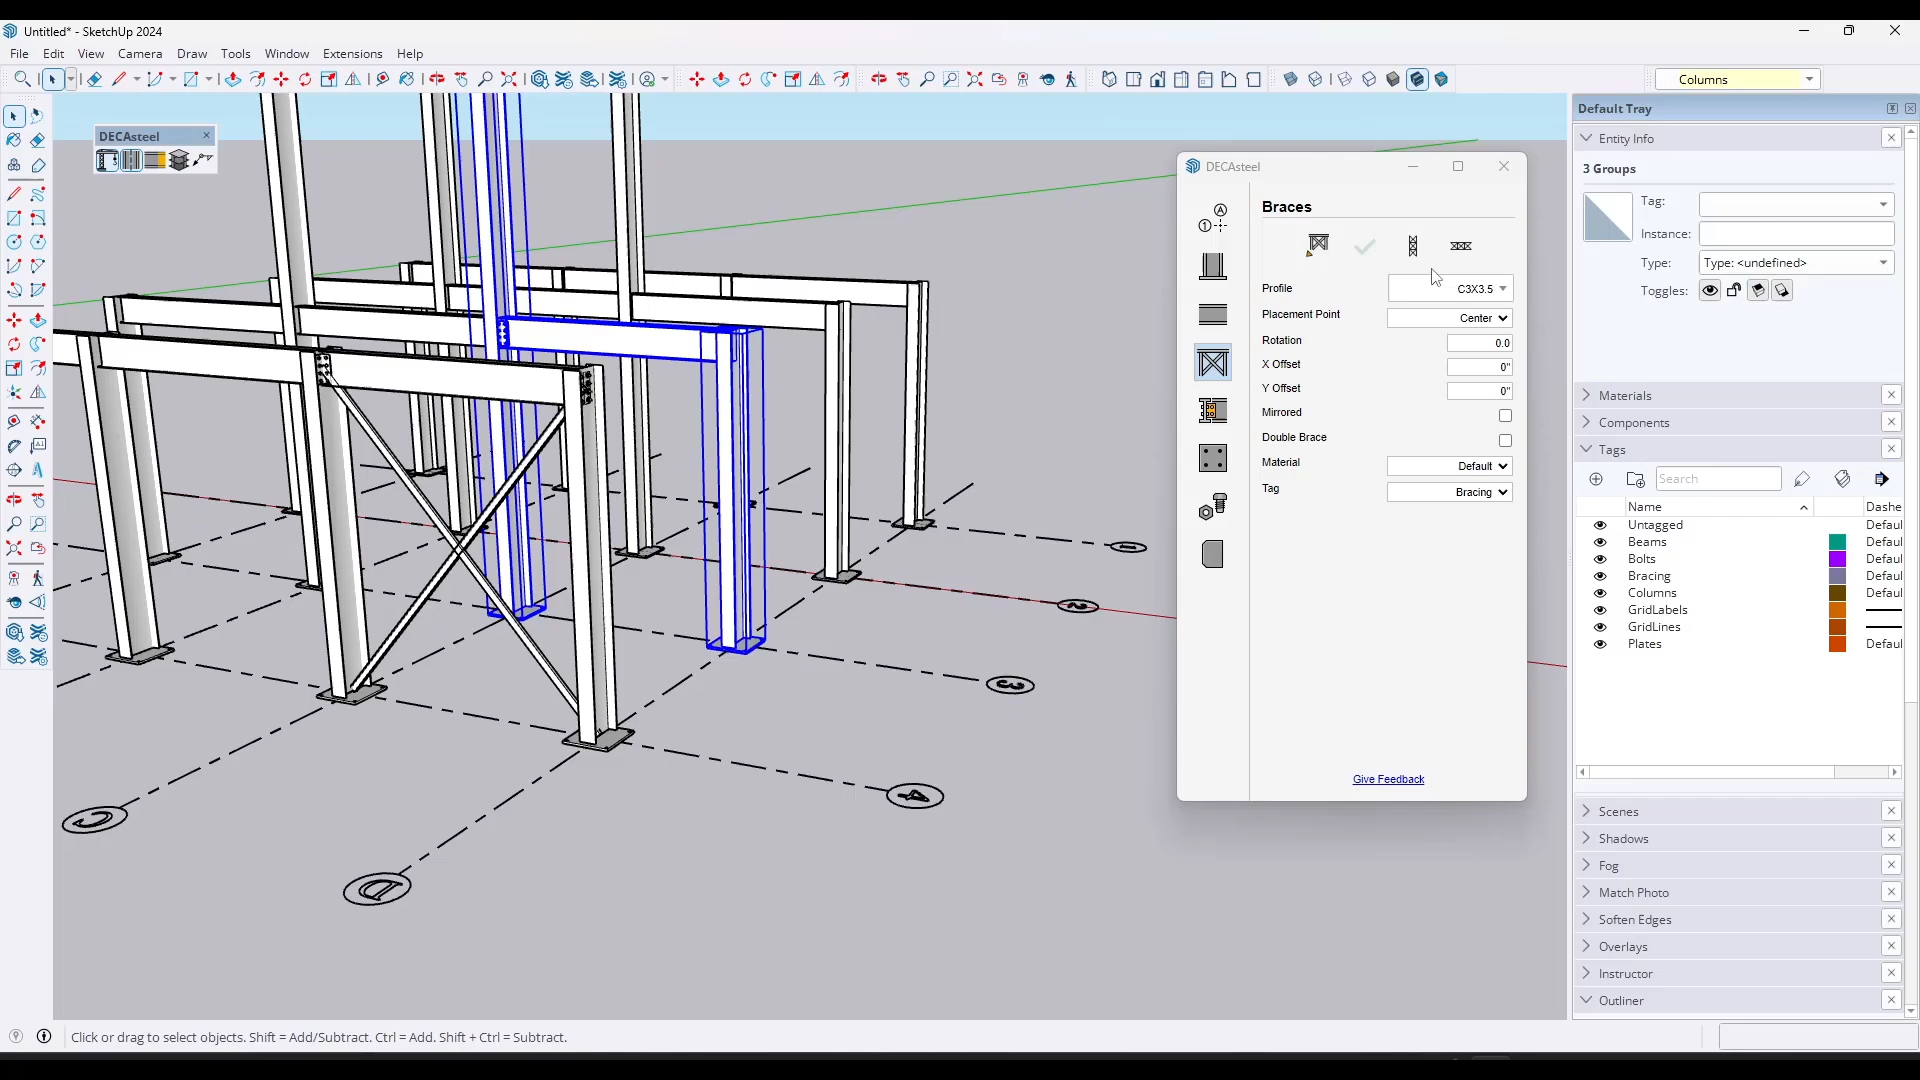 Untitled* - SketchUp 2024
File Edit View Camera Draw Tools Window Extensions Help
Columns
DECAsteel
DECAsteel
Braces
Profile C3X3.5
Placement Point Center
Rotation 0.0
X Offset 0"
Y Offset 0"
Mirrored
Double Brace
Material Default
Tag Bracing
Give Feedback
Default Tray
Entity Info
3 Groups
Tag:
Instance:
Type: Type: <undefined>
Toggles:
Materials
Components
Tags
Search
Name Dashe
Untagged Defaul
Beams Defaul
Bolts Defaul
Bracing Defaul
Columns Defaul
GridLabels
GridLines
Plates Defaul
Scenes
Shadows
Fog
Match Photo
Soften Edges
Overlays
Instructor
Outliner
1
2
3
A
C
D
Click or drag to select objects. Shift = Add/Subtract. Ctrl = Add. Shift + Ctrl = Subtract.